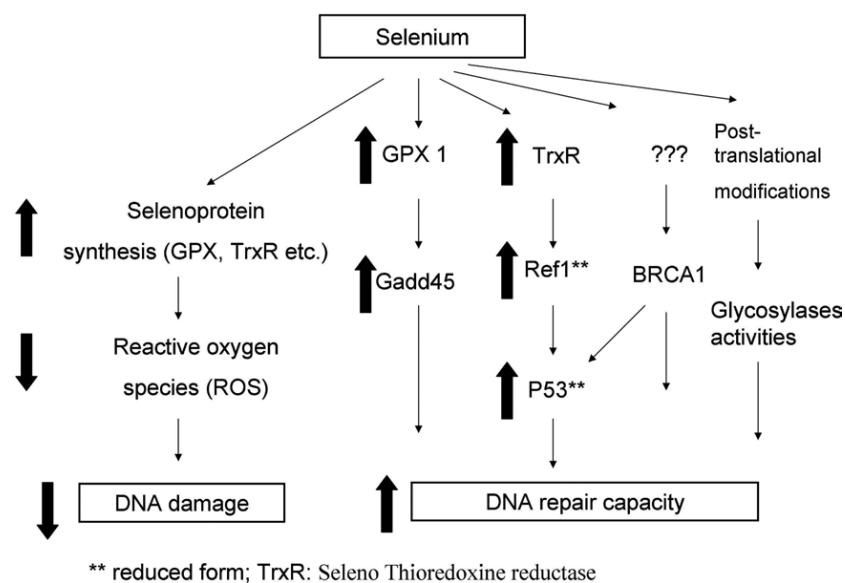 Selenium
GPX 1
TrxR
???
Post-
translational
modifications
Selenoprotein
synthesis (GPX, TrxR etc.)
Gadd45
Ref1**
BRCA1
Glycosylases
activities
Reactive oxygen
species (ROS)
P53**
DNA damage
DNA repair capacity
** reduced form; TrxR: Seleno Thioredoxine reductase